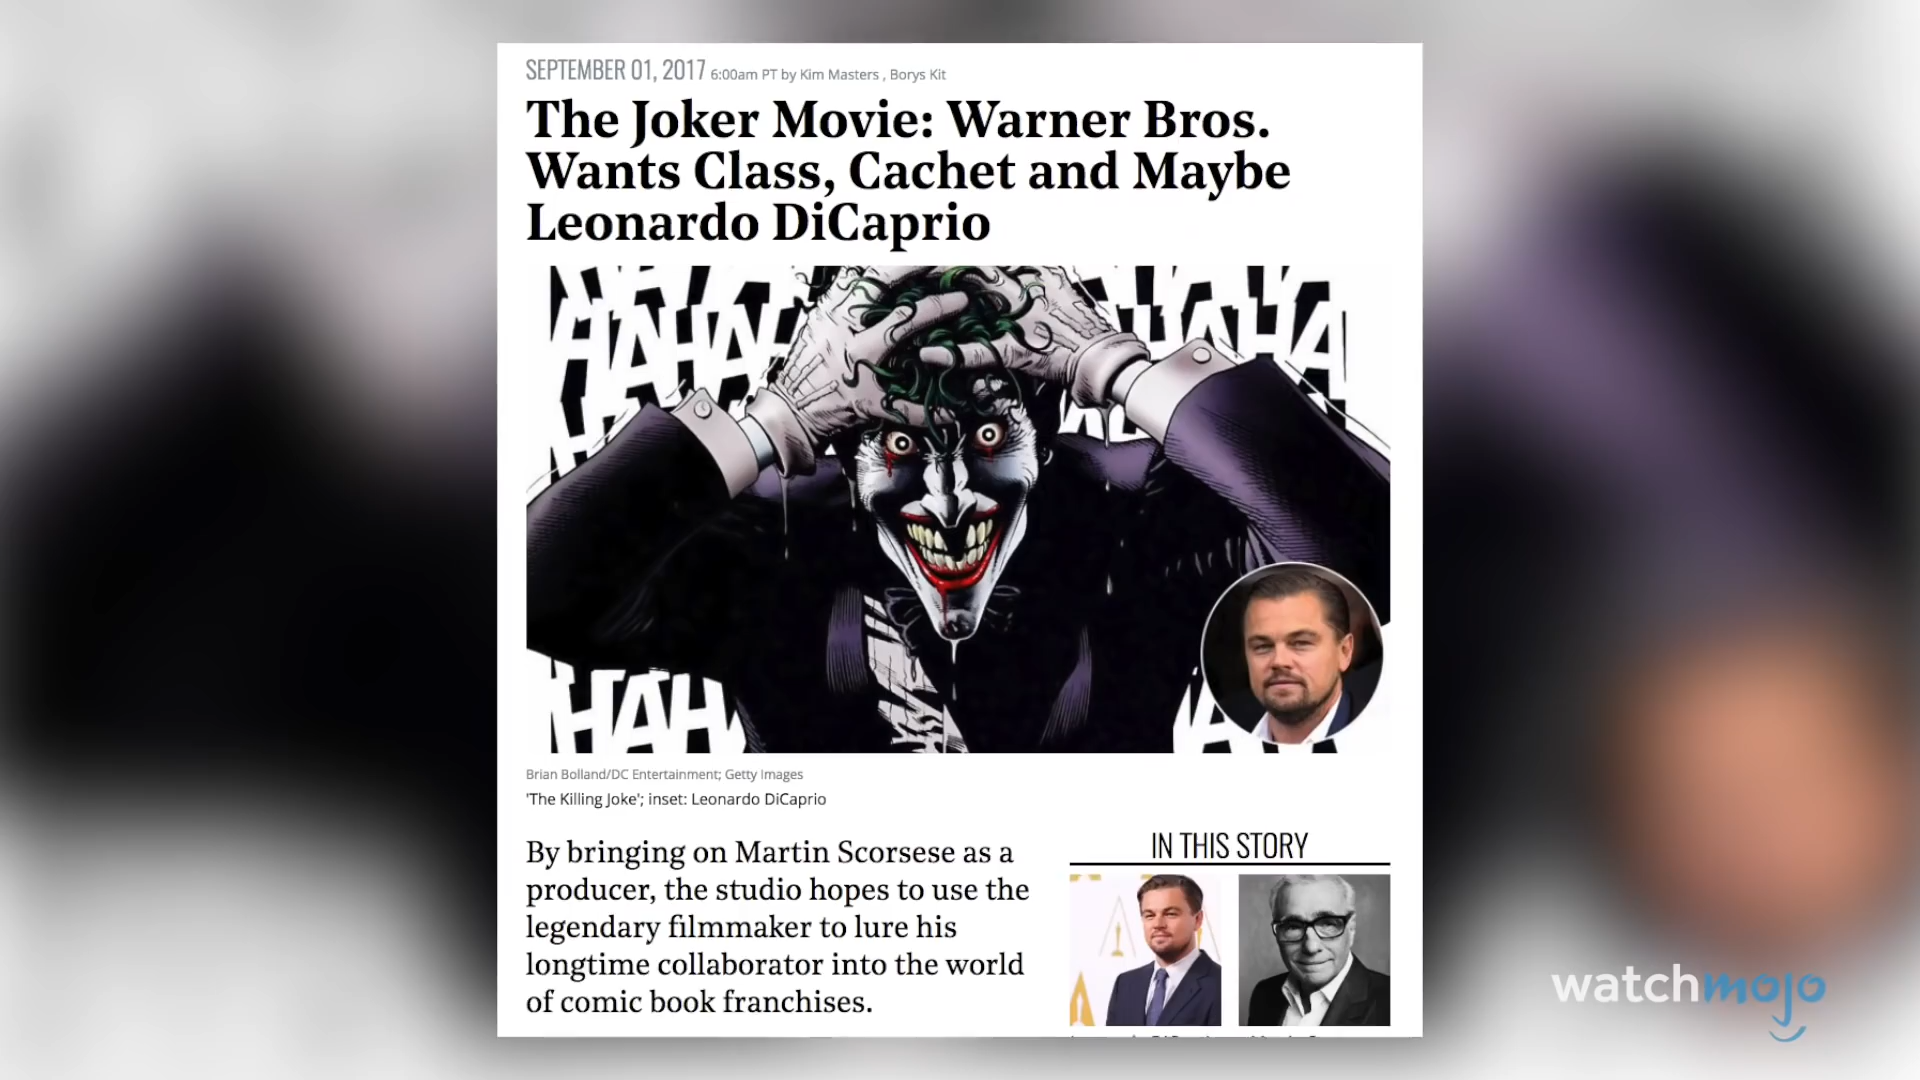 SEPTEMBER 01, 2017 6:00am PT by Kim Masters , Borys Kit
The Joker Movie: Warner Bros.
Wants Class, Cachet and Maybe
Leonardo DiCaprio
HAHAHA
HAHAHA
HAHA
Brian Bolland/DC Entertainment; Getty Images
'The Killing Joke'; inset: Leonardo DiCaprio
By bringing on Martin Scorsese as a
producer, the studio hopes to use the
legendary filmmaker to lure his
longtime collaborator into the world
of comic book franchises.
IN THIS STORY
watchmojo